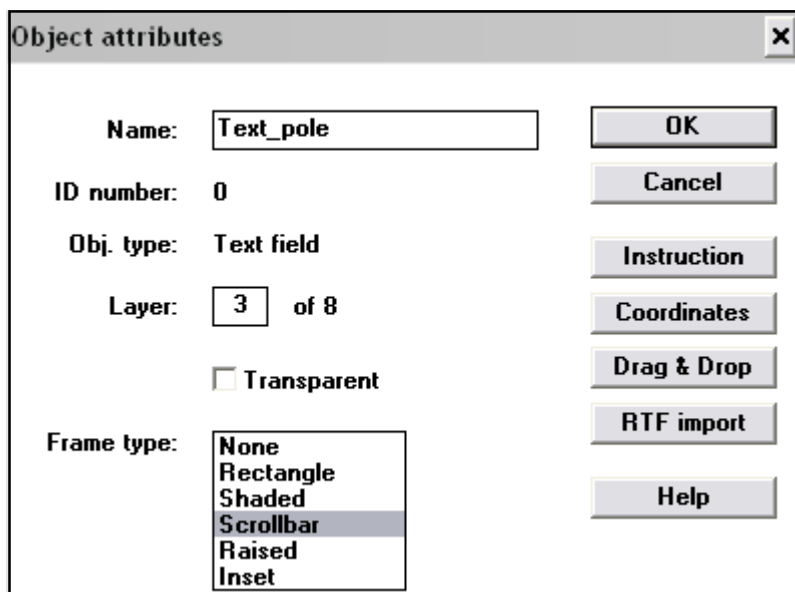 Object attributes
Name: Text_pole
OK
Cancel
ID number: 0
Obj. type: Text field
Instruction
Layer: 3 of 8
Coordinates
Transparent
Drag & Drop
RTF import
Frame type: None
Rectangle
Shaded
Scrollbar
Raised
Inset
Help